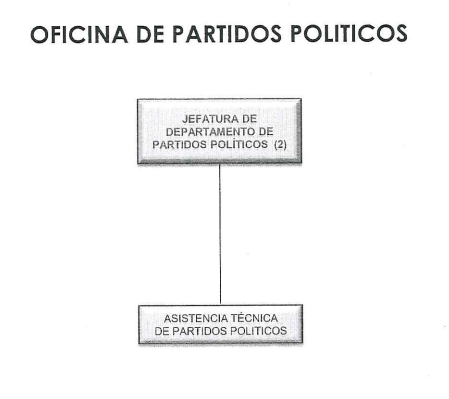 OFICINA DE PARTIDOS POLITICOS
JEFATURA DE
DEPARTAMENTO DE
PARTIDOS POLÍTICOS (2)
ASISTENCIA TÉCNICA
DE PARTIDOS POLITICOS